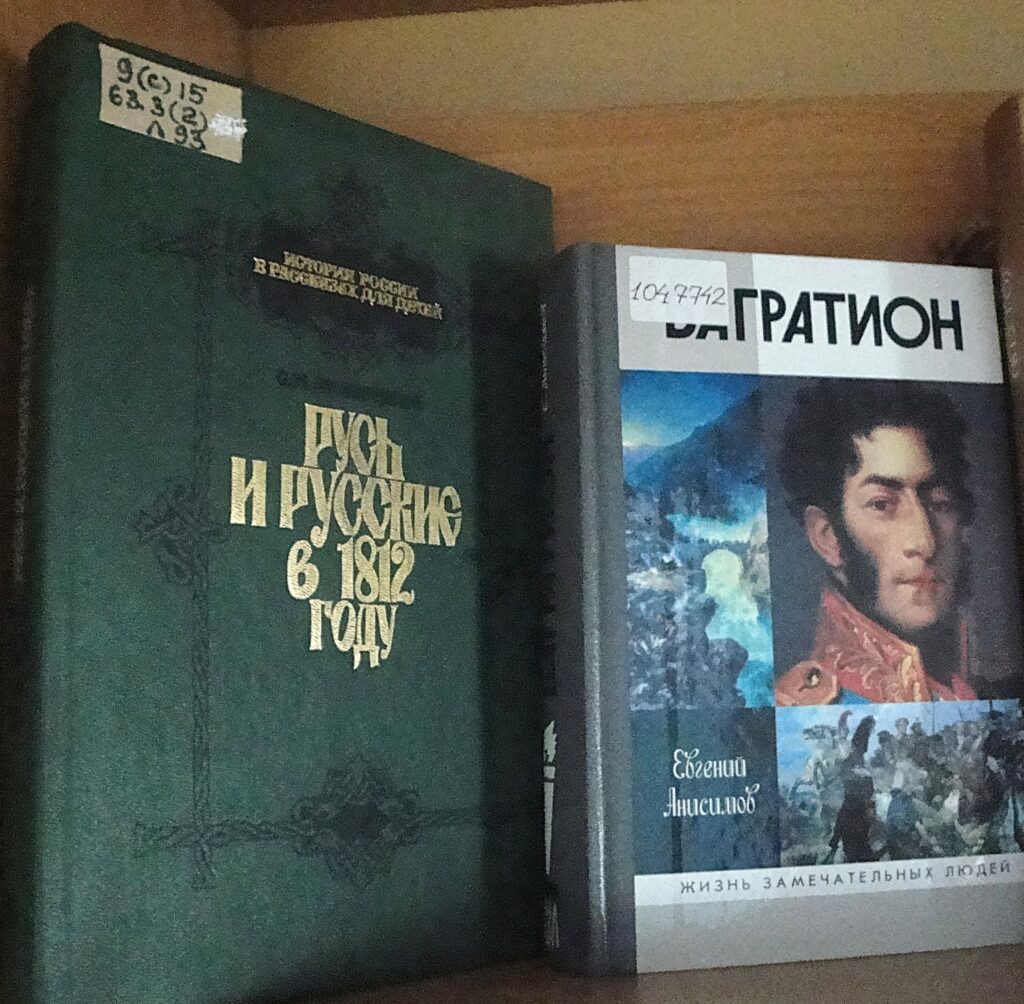 9(с)15
63.3(2)
Л 93
ИСТОРИЯ РОССИИ
В РАССКАЗАХ ДЛЯ ДЕТЕЙ
РУСЬ
И РУССКИЕ
В 1812
ГОДУ
1047742
БАГРАТИОН
Евгений
Анисимов
ЖИЗНЬ ЗАМЕЧАТЕЛЬНЫХ ЛЮДЕЙ